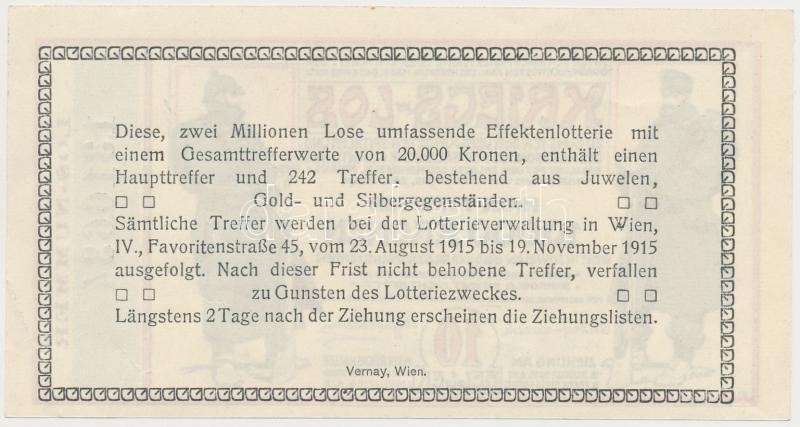 Diese, zwei Millionen Lose umfassende Effektenlotterie mit
einem Gesamttrefferwerte von 20.000 Kronen, enthält einen
Haupttreffer und 242 Treffer, bestehend aus Juwelen,
□ □ Gold- und Silbergegenständen. □ □
Sämtliche Treffer werden bei der Lotterieverwaltung in Wien,
IV., Favoritenstraße 45, vom 23. August 1915 bis 19. November 1915
ausgefolgt. Nach dieser Frist nicht behobene Treffer, verfallen
□ □ zu Gunsten des Lotteriezweckes. □ □
Längstens 2 Tage nach der Ziehung erscheinen die Ziehungslisten.
Vernay, Wien.